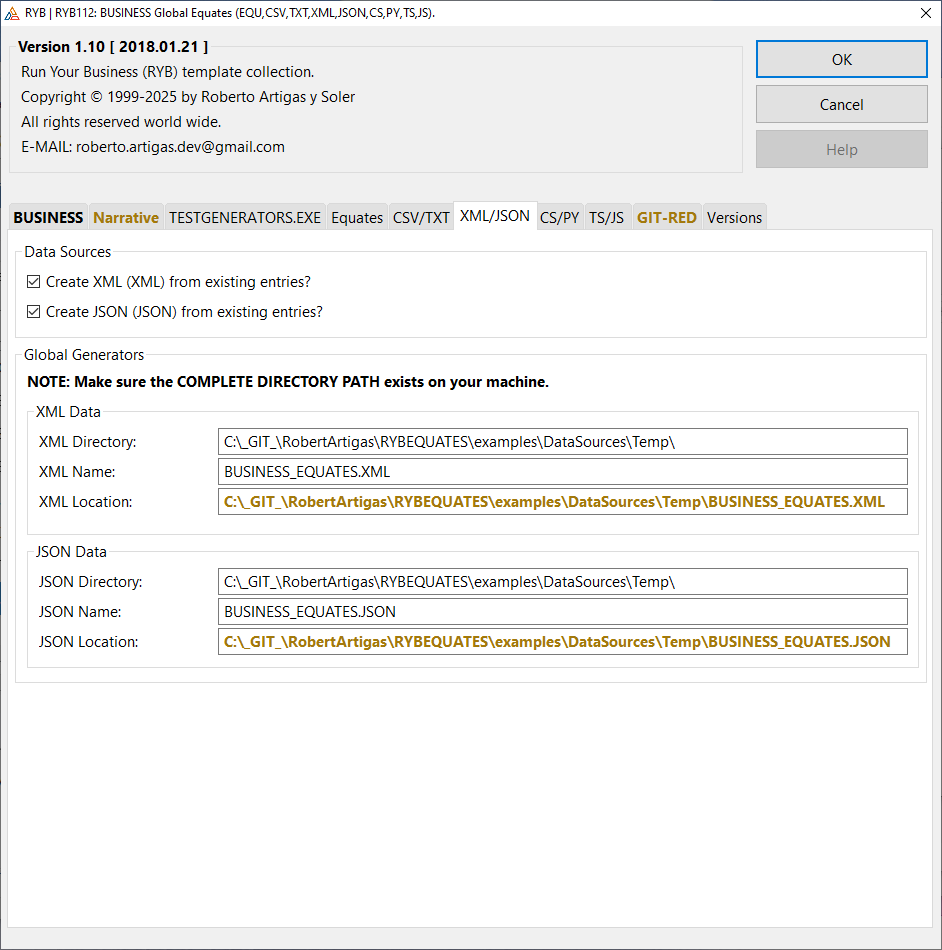 RYB | RYB112: BUSINESS Global Equates (EQU,CSV,TXT,XML,JSON,CS,PY,TS,JS).
Version 1.10 [ 2018.01.21 ]
Run Your Business (RYB) template collection.
Copyright © 1999-2025 by Roberto Artigas y Soler
All rights reserved world wide.
E-MAIL: roberto.artigas.dev@gmail.com
OK
Cancel
Help
BUSINESS Narrative TESTGENERATORS.EXE Equates CSV/TXT XML/JSON CS/PY TS/JS GIT-RED Versions
Data Sources
Create XML (XML) from existing entries?
Create JSON (JSON) from existing entries?
Global Generators
NOTE: Make sure the COMPLETE DIRECTORY PATH exists on your machine.
XML Data
XML Directory: C:\_GIT_\RobertArtigas\RYBEQUATES\examples\DataSources\Temp\
XML Name: BUSINESS_EQUATES.XML
XML Location: C:\_GIT_\RobertArtigas\RYBEQUATES\examples\DataSources\Temp\BUSINESS_EQUATES.XML
JSON Data
JSON Directory: C:\_GIT_\RobertArtigas\RYBEQUATES\examples\DataSources\Temp\
JSON Name: BUSINESS_EQUATES.JSON
JSON Location: C:\_GIT_\RobertArtigas\RYBEQUATES\examples\DataSources\Temp\BUSINESS_EQUATES.JSON